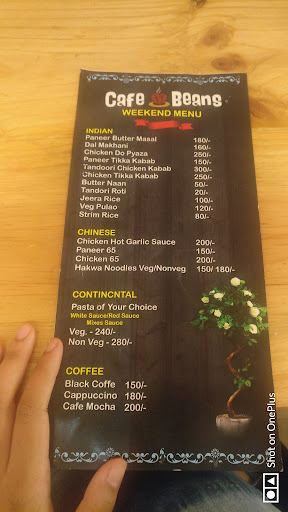 Cafe Beans
WEEKEND MENU
INDIAN
Paneer Butter Masal 180/-
Dal Makhani 160/-
Chicken Do Pyaza 250/-
Paneer Tikka Kabab 150/-
Tandoori Chicken Kabab 300/-
Chicken Tikka Kabab 250/-
Butter Naan 50/-
Tandori Roti 20/-
Jeera Rice 100/-
Veg Pulao 120/-
Strim Rice 80/-
CHINESE
Chicken Hot Garlic Sauce 200/-
Paneer 65 150/-
Chicken 65 200/-
Hakwa Noodles Veg/Nonveg 150/ 180/-
CONTINCNTAL
Pasta of Your Choice
White Sauce/Red Sauce
Mixes Sauce
Veg. - 240/-
Non Veg - 280/-
COFFEE
Black Coffe 150/-
Cappuccino 180/-
Cafe Mocha 200/-
Shot on OnePlus